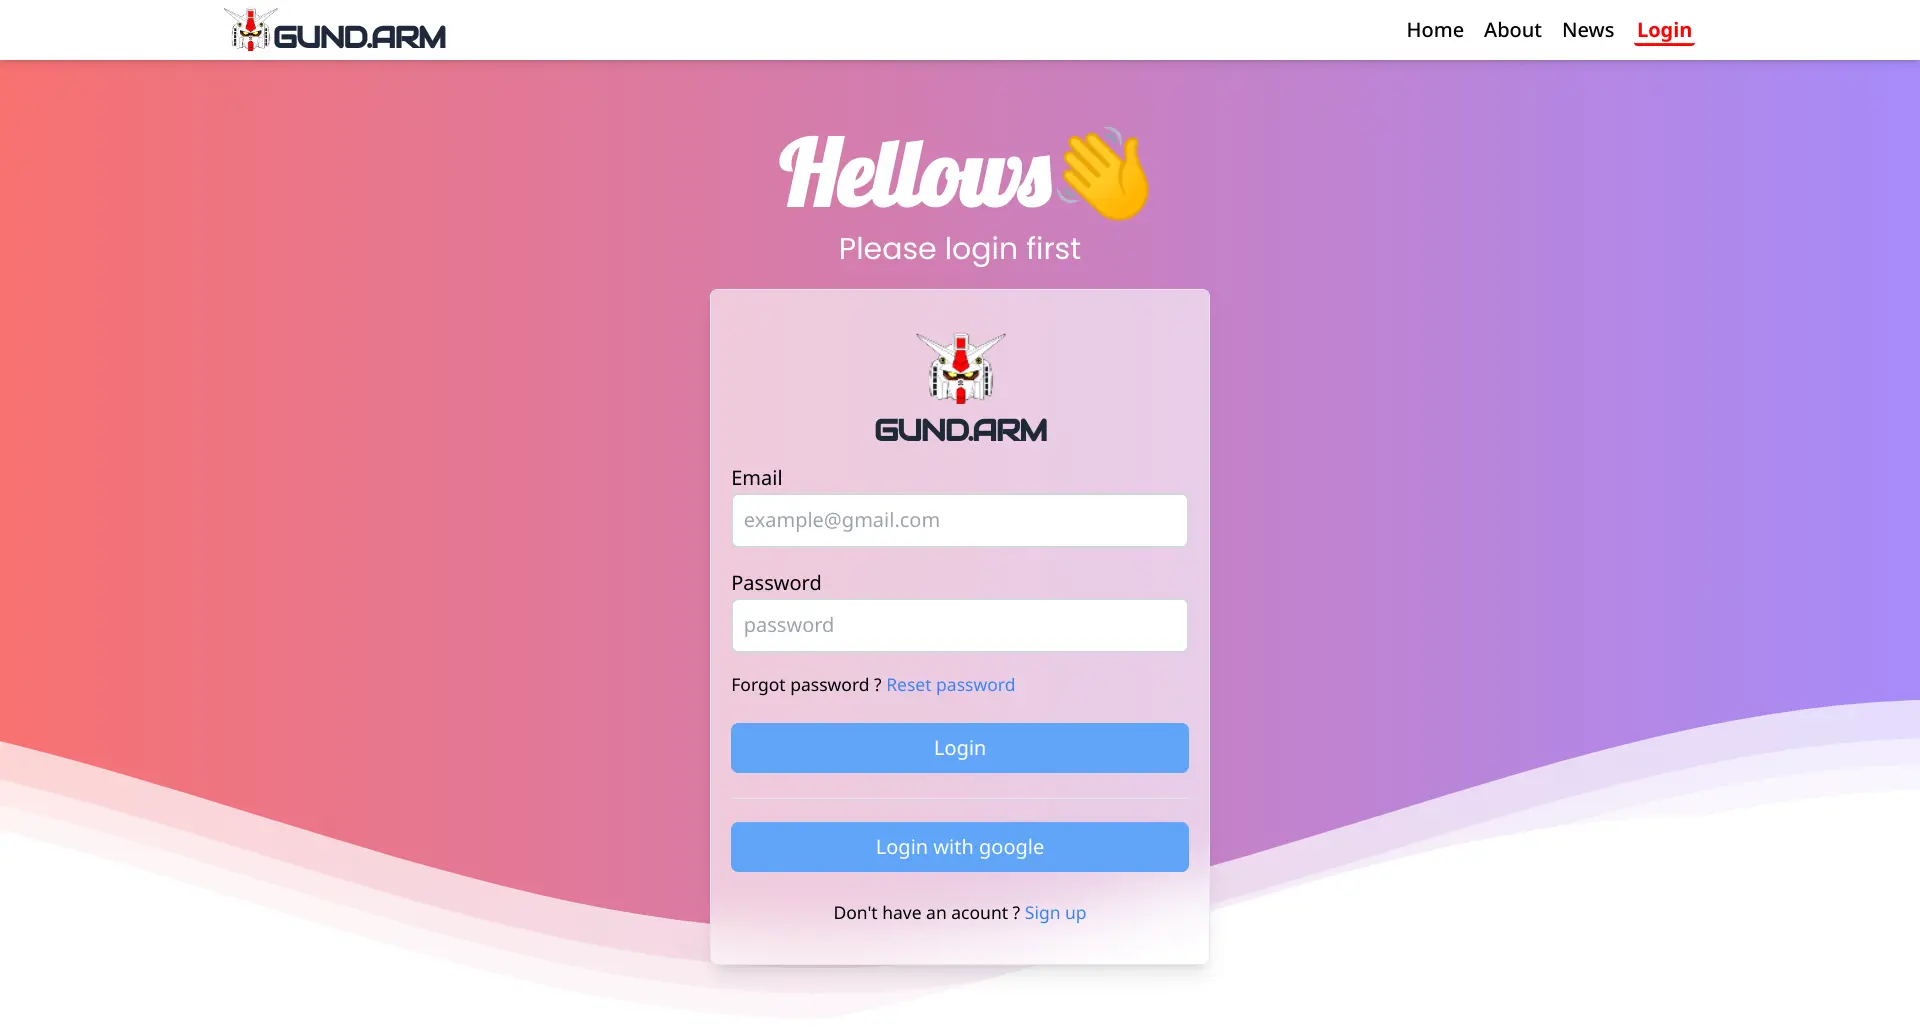 GUND.ARM
Home About News Login
Hellows👋
Please login first
GUND.ARM
Email
example@gmail.com
Password
password
Forgot password ? Reset password
Login
Login with google
Don't have an acount ? Sign up